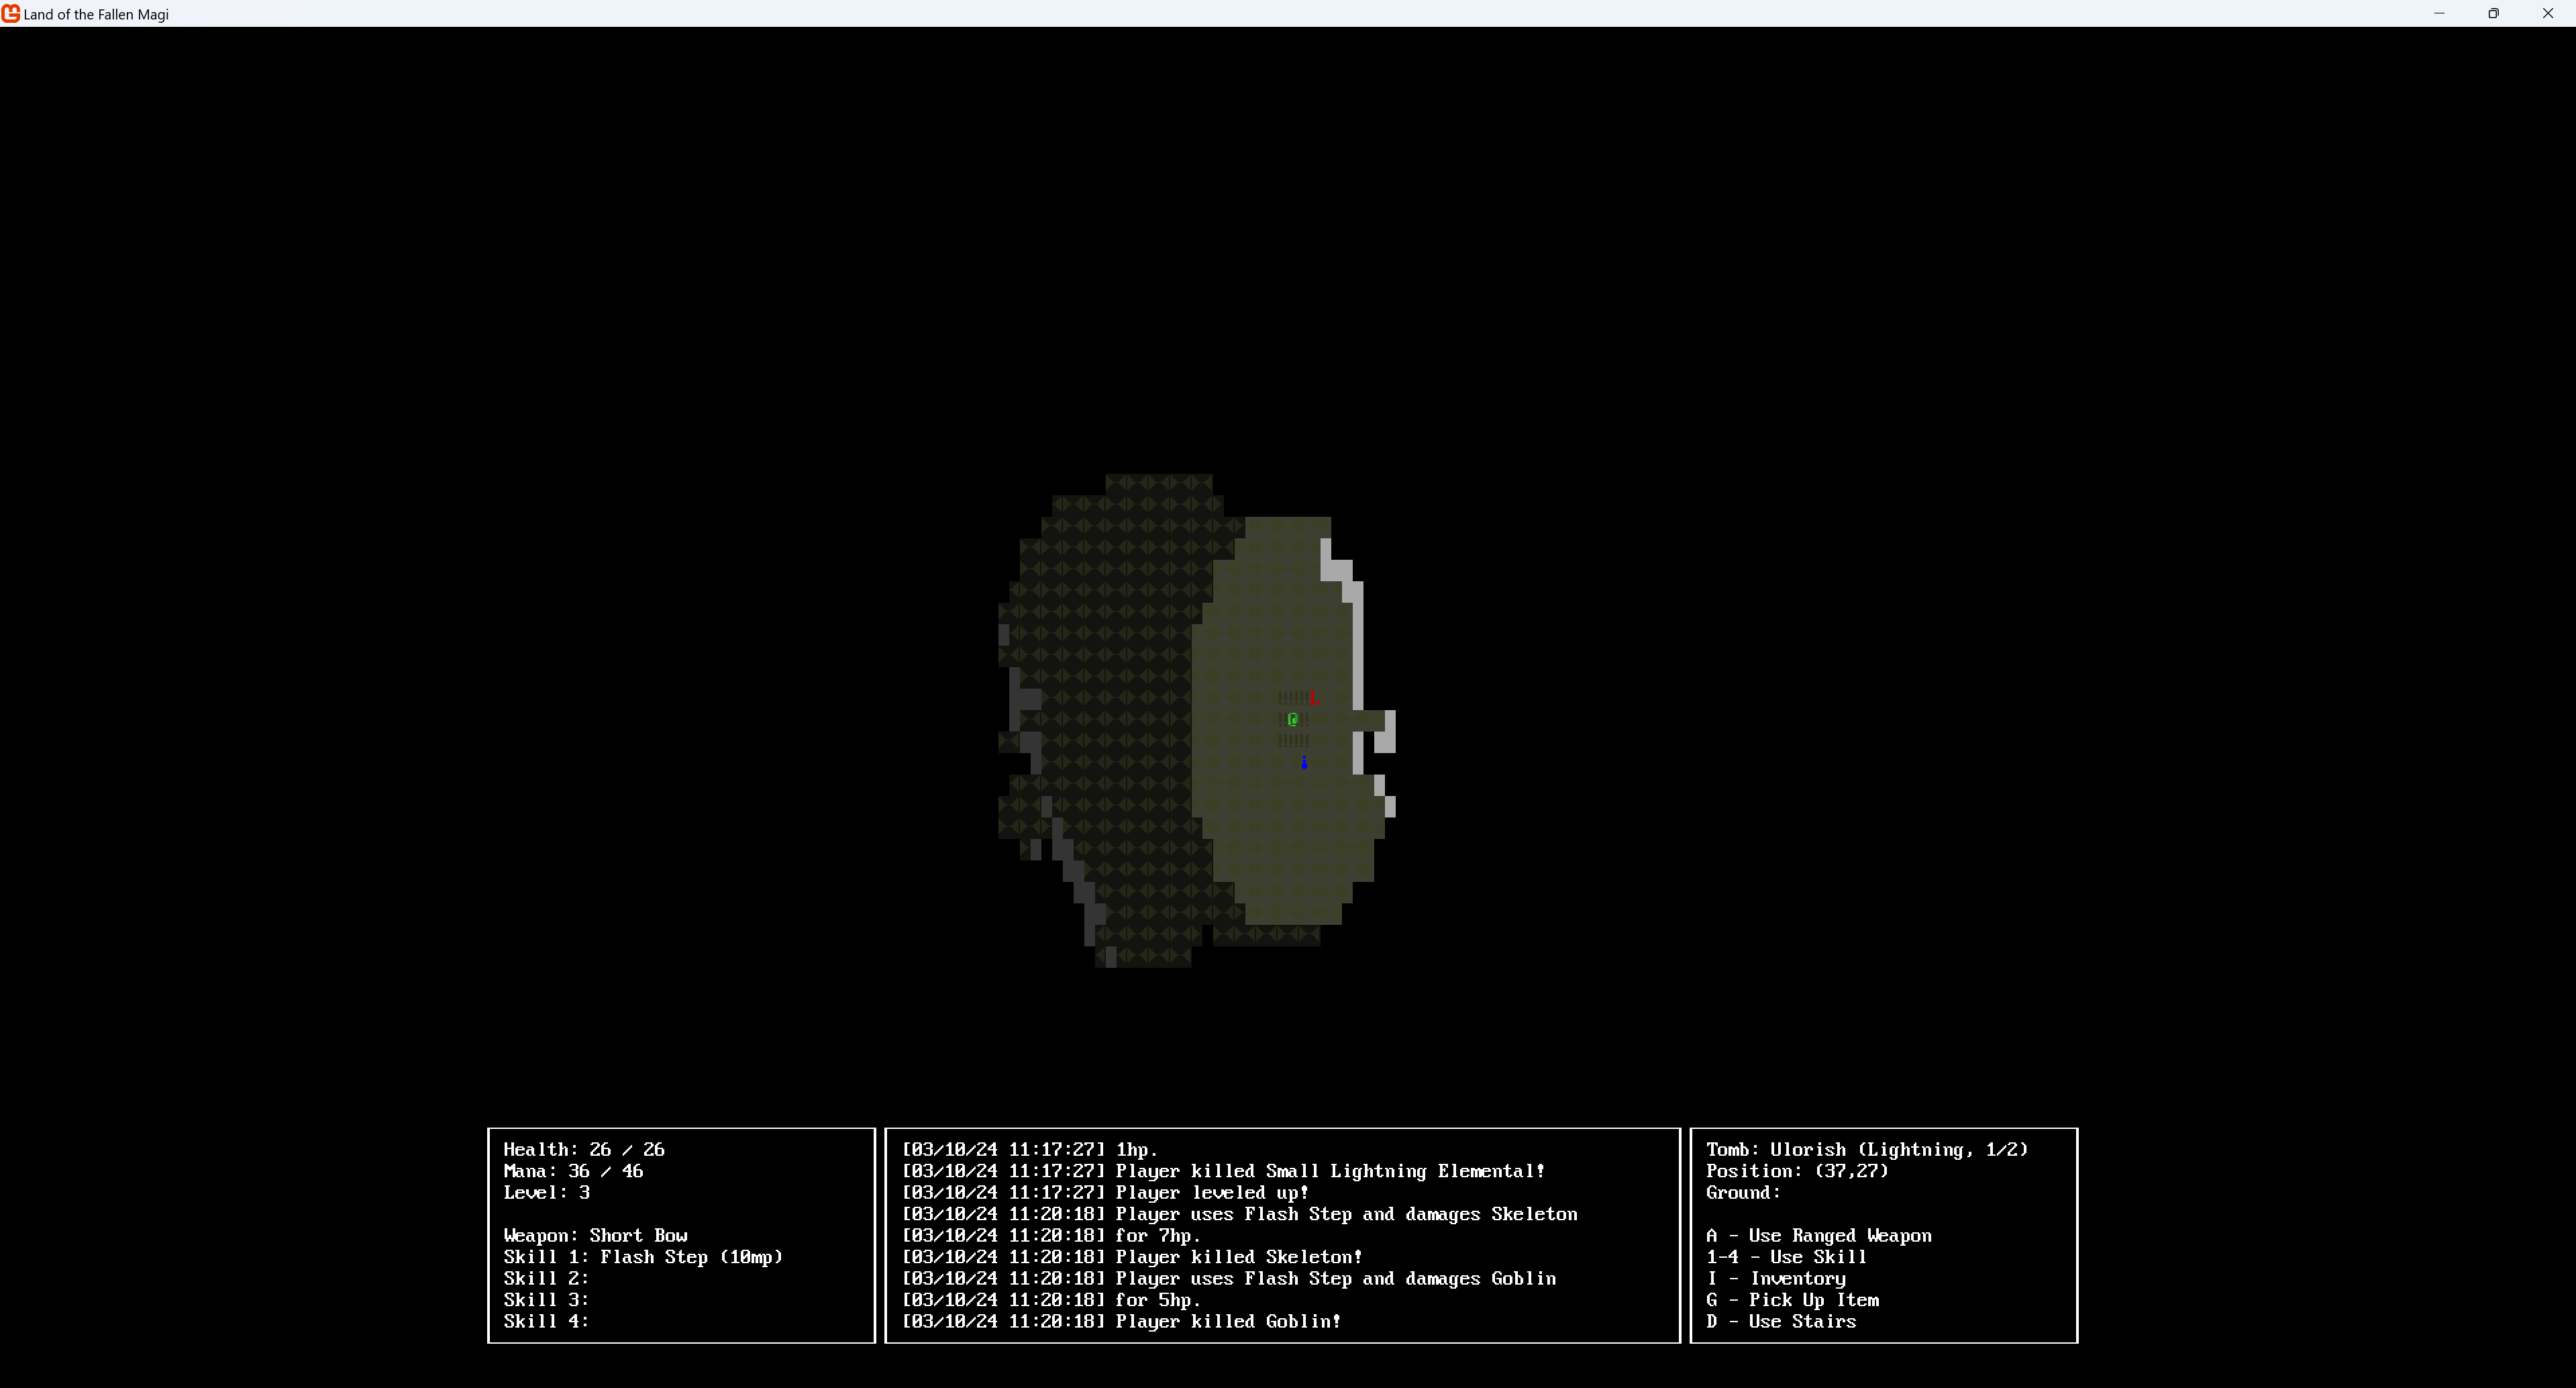 Land of the Fallen Magi
L
@
Health: 26 / 26
Mana: 36 / 46
Level: 3
Weapon: Short Bow
Skill 1: Flash Step (10mp)
Skill 2:
Skill 3:
Skill 4:
[03/10/24 11:17:27] 1hp.
[03/10/24 11:17:27] Player killed Small Lightning Elemental!
[03/10/24 11:17:27] Player leveled up!
[03/10/24 11:20:18] Player uses Flash Step and damages Skeleton
[03/10/24 11:20:18] for 7hp.
[03/10/24 11:20:18] Player killed Skeleton!
[03/10/24 11:20:18] Player uses Flash Step and damages Goblin
[03/10/24 11:20:18] for 5hp.
[03/10/24 11:20:18] Player killed Goblin!
Tomb: Ulorish (Lightning, 1/2)
Position: (37,27)
Ground:
A - Use Ranged Weapon
1-4 - Use Skill
I - Inventory
G - Pick Up Item
D - Use Stairs